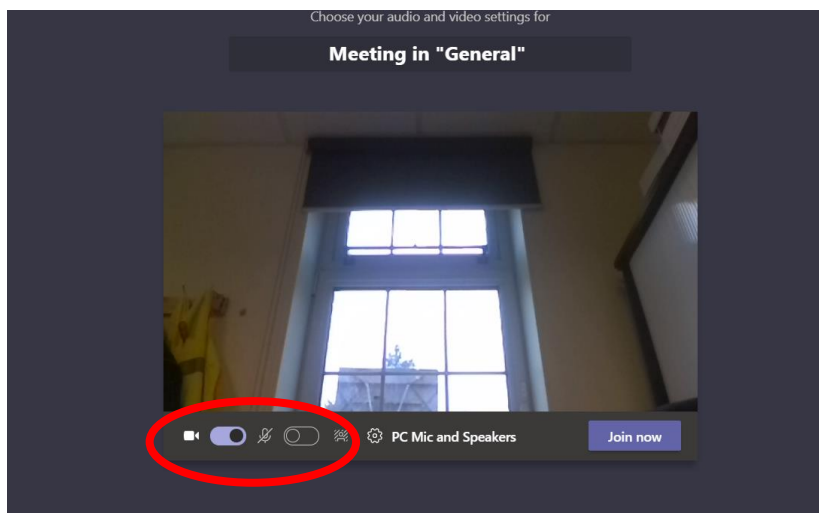 Choose your audio and video settings for
Meeting in "General"
PC Mic and Speakers
Join now